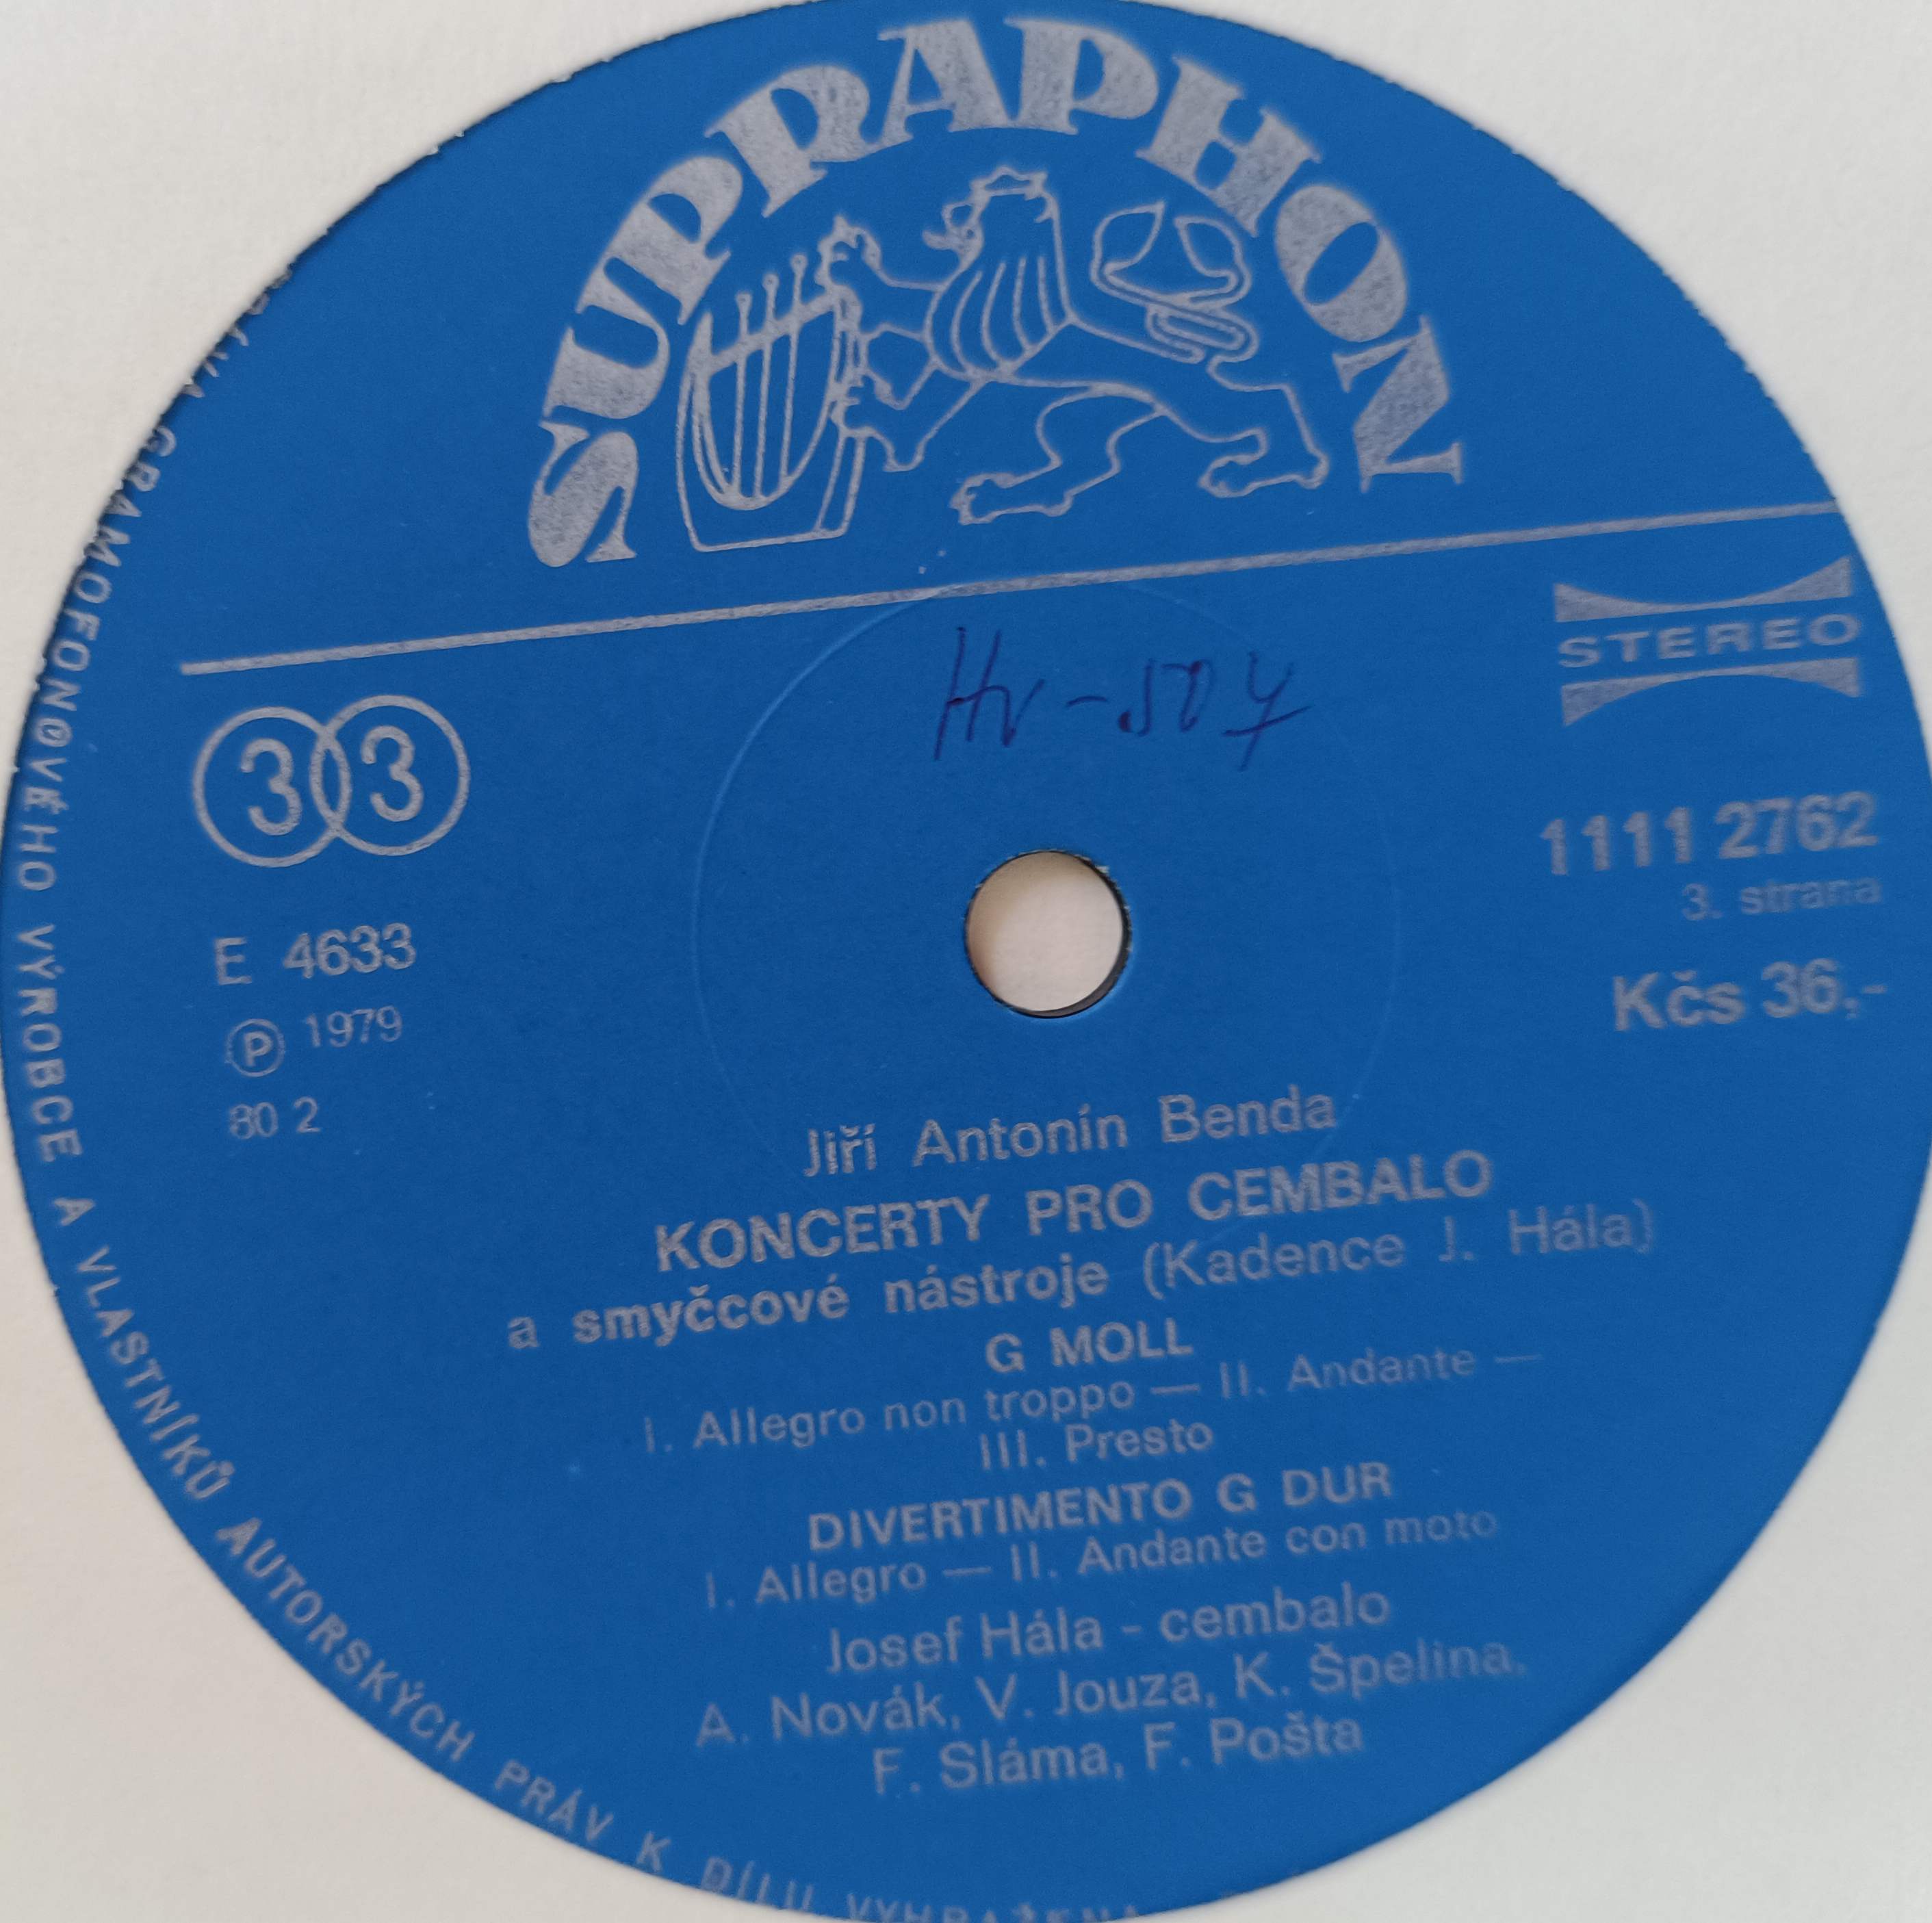 SUPRAPHON
STEREO
33
Hv-507
1111 2762
3. strana
Kčs 36,-
E 4633
Ⓟ 1979
80 2
Jiří Antonín Benda
KONCERTY PRO CEMBALO
a smyčcové nástroje (Kadence J. Hála)
G MOLL
I. Allegro non troppo — II. Andante —
III. Presto
DIVERTIMENTO G DUR
I. Allegro — II. Andante con moto
Josef Hála - cembalo
A. Novák, V. Jouza, K. Špelina,
F. Sláma, F. Pošta
GRAMOFONOVÉHO VÝROBCE A VLASTNÍKŮ AUTORSKÝCH PRÁV K DÍLU VYHRAŽENA